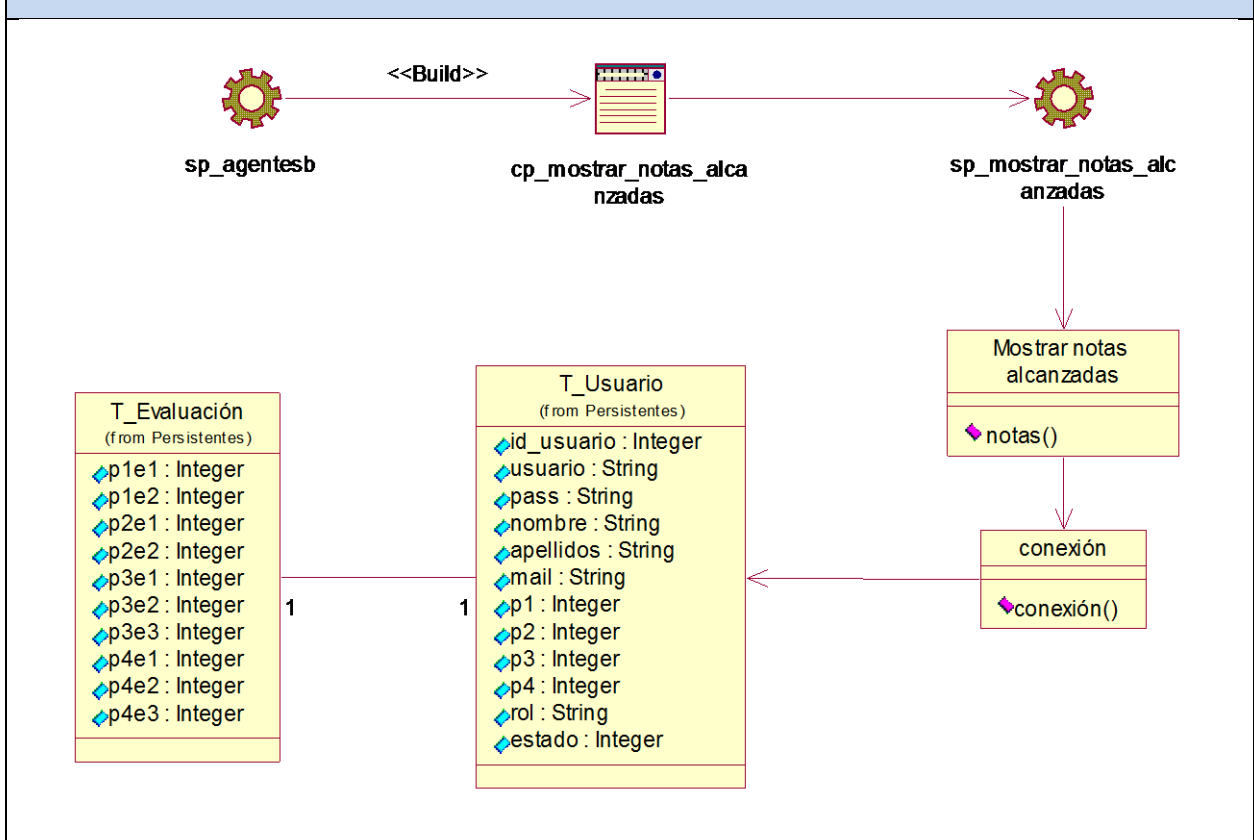 <<Build>>
sp_agentesb
cp_mostrar_notas_alca
nzadas
sp_mostrar_notas_alc
anzadas
Mostrar notas
alcanzadas
notas()
conexión
conexión()
T_Usuario
(from Persistentes)
id_usuario : Integer
usuario : String
pass : String
nombre : String
apellidos : String
mail : String
p1 : Integer
p2 : Integer
p3 : Integer
p4 : Integer
rol : String
estado : Integer
1
1
T_Evaluación
(from Persistentes)
p1e1 : Integer
p1e2 : Integer
p2e1 : Integer
p2e2 : Integer
p3e1 : Integer
p3e2 : Integer
p3e3 : Integer
p4e1 : Integer
p4e2 : Integer
p4e3 : Integer